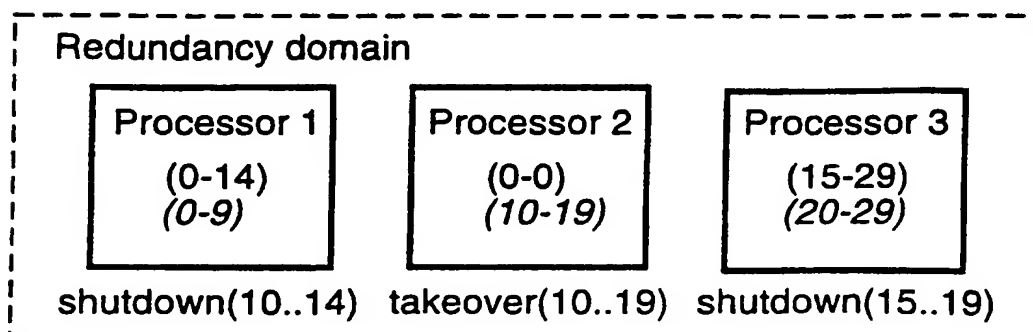 Redundancy domain
Processor 1
(0-14)
(0-9)
Processor 2
(0-0)
(10-19)
Processor 3
(15-29)
(20-29)
shutdown(10..14) takeover(10..19) shutdown(15..19)